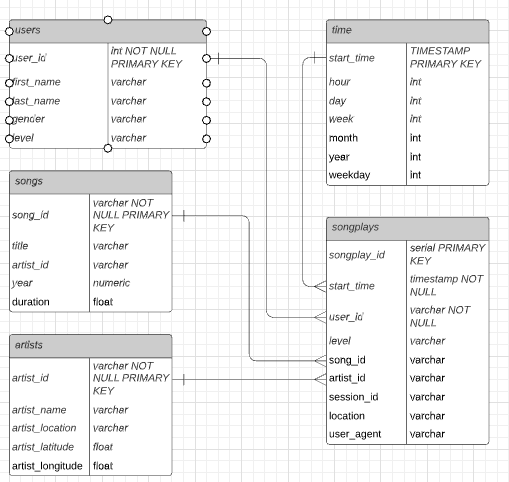 users
user_id int NOT NULL
PRIMARY KEY
first_name varchar
last_name varchar
gender varchar
level varchar
songs
song_id varchar NOT
NULL PRIMARY
KEY
title varchar
artist_id varchar
year numeric
duration float
artists
artist_id varchar NOT
NULL PRIMARY
KEY
artist_name varchar
artist_location varchar
artist_latitude float
artist_longitude float
time
start_time TIMESTAMP
PRIMARY KEY
hour int
day int
week int
month int
year int
weekday int
songplays
songplay_id serial PRIMARY
KEY
start_time timestamp NOT
NULL
user_id varchar NOT
NULL
level varchar
song_id varchar
artist_id varchar
session_id varchar
location varchar
user_agent varchar